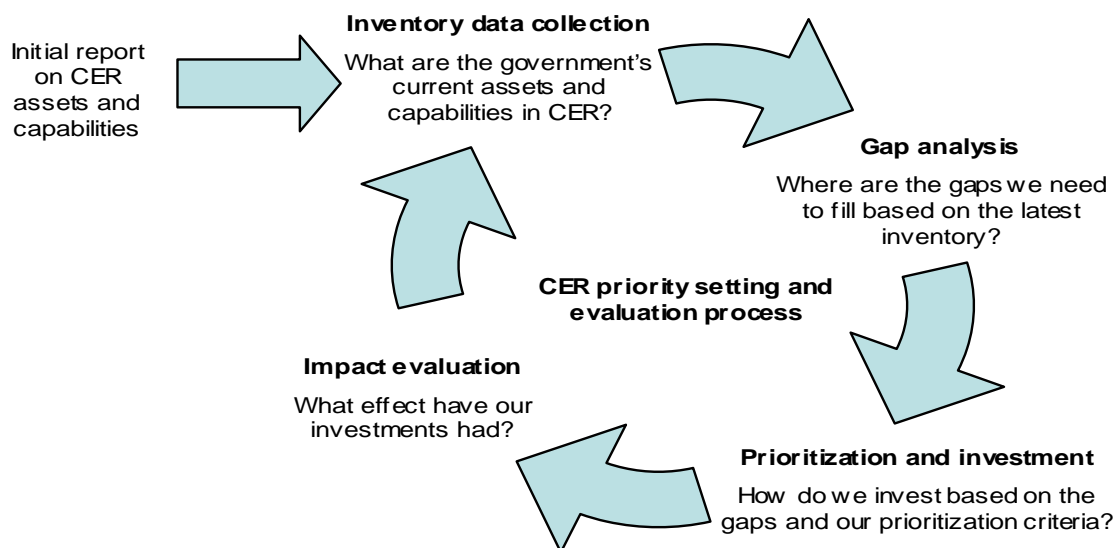 Initial report
on CER
assets and
capabilities
Inventory data collection
What are the government's
current assets and
capabilities in CER?
Gap analysis
Where are the gaps we need
to fill based on the latest
inventory?
CER priority setting and
evaluation process
Prioritization and investment
How do we invest based on the
gaps and our prioritization criteria?
Impact evaluation
What effect have our
investments had?